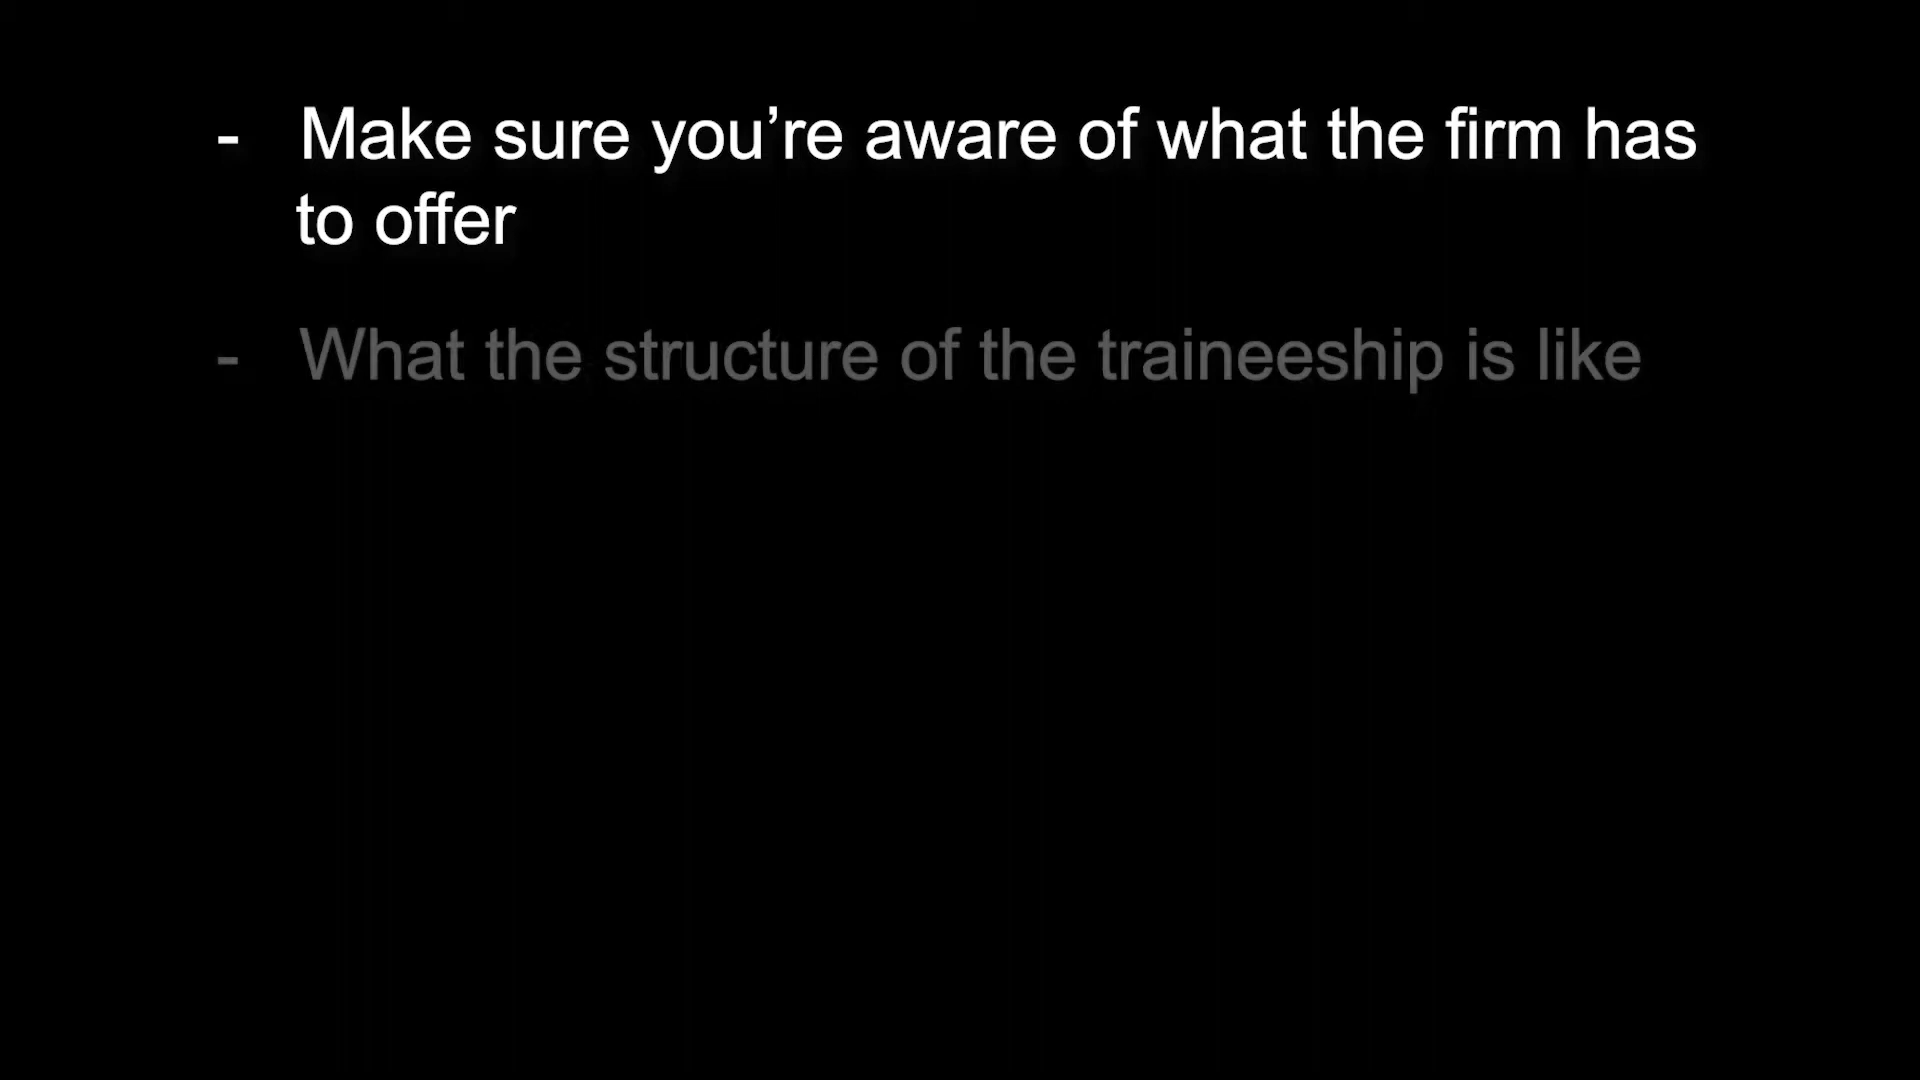 - Make sure you’re aware of what the firm has
to offer
- What the structure of the traineeship is like